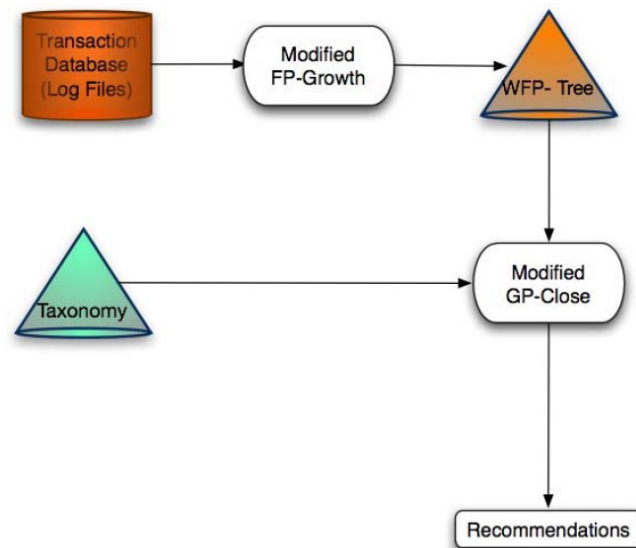 Transaction
Database
(Log Files)
Modified
FP-Growth
WFP- Tree
Taxonomy
Modified
GP-Close
Recommendations